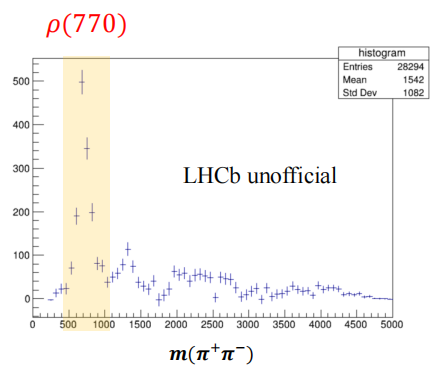 ρ(770)
histogram
Entries 28294
Mean 1542
Std Dev 1082
500
400
300
200
100
0
LHCb unofficial
0 500 1000 1500 2000 2500 3000 3500 4000 4500 5000
m(π⁺π⁻)